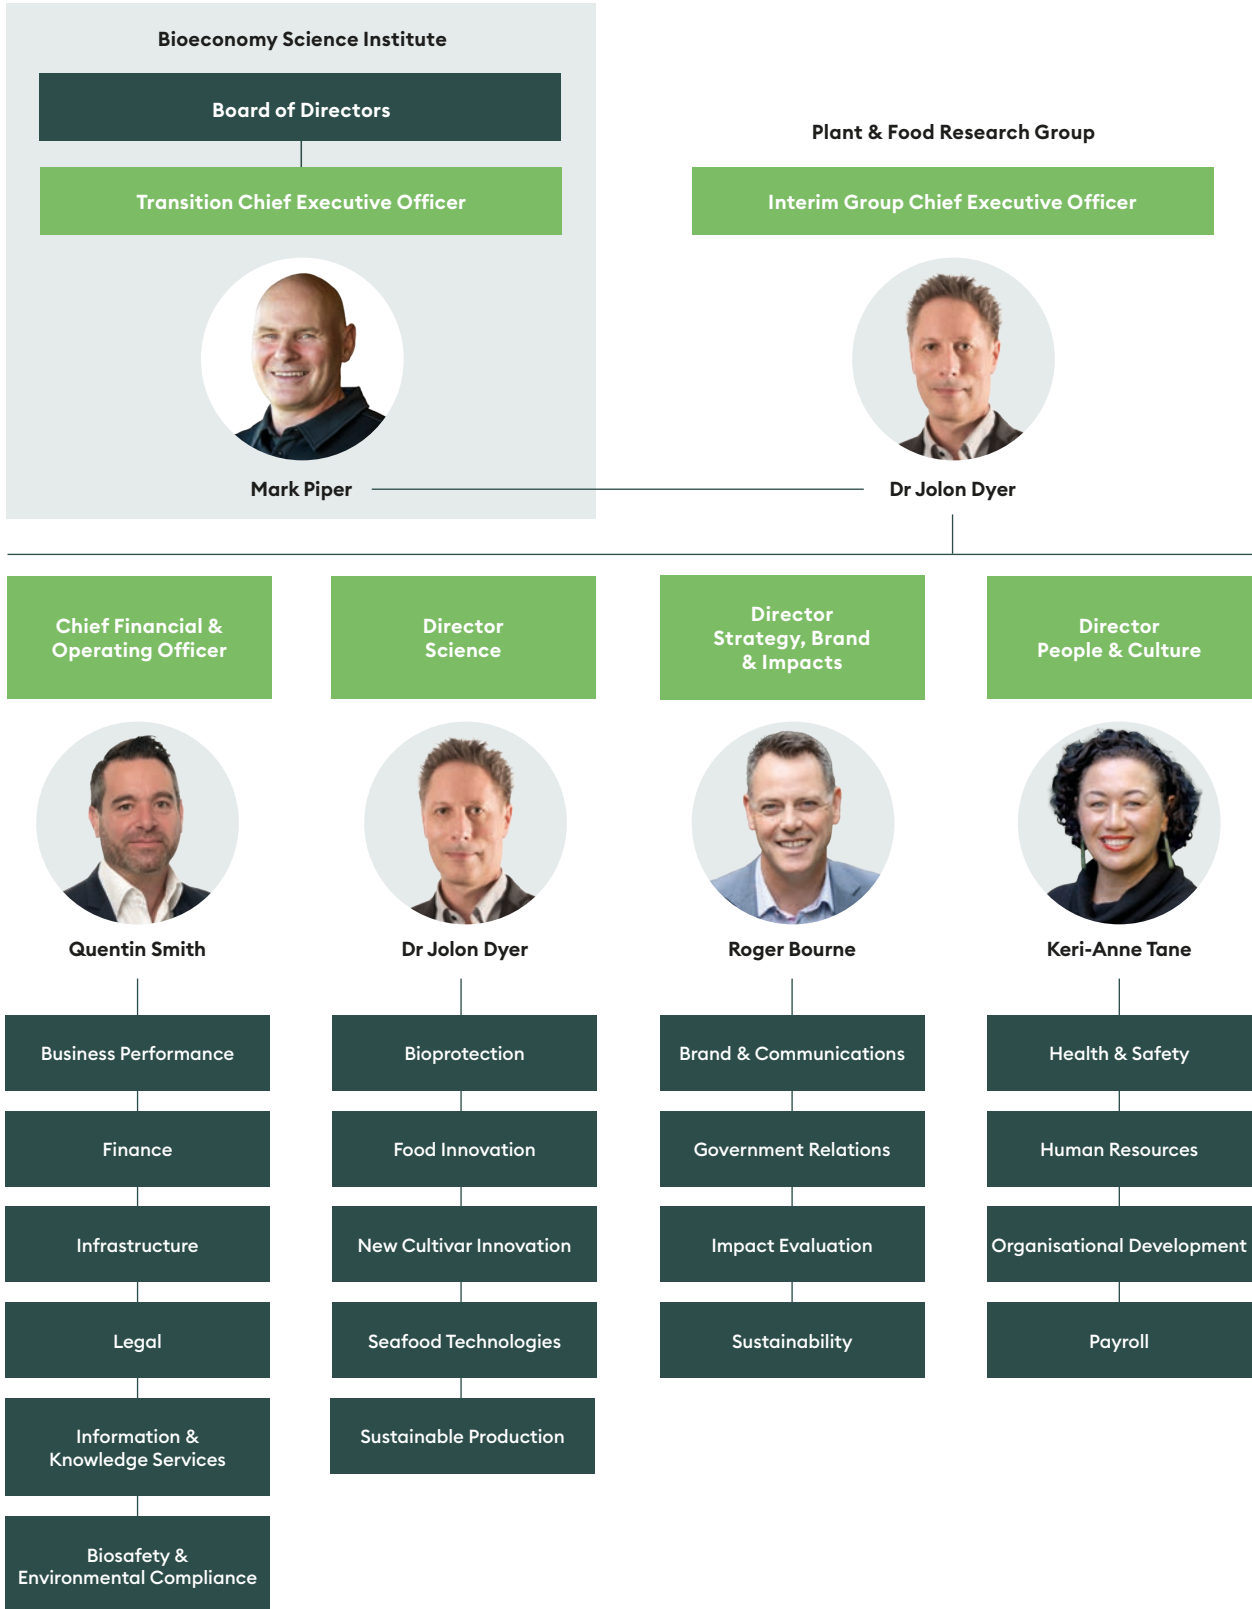 Bioeconomy Science Institute
Board of Directors
Transition Chief Executive Officer
Mark Piper
Plant & Food Research Group
Interim Group Chief Executive Officer
Dr Jolon Dyer
Chief Financial &
Operating Officer
Quentin Smith
Business Performance
Finance
Infrastructure
Legal
Information &
Knowledge Services
Biosafety &
Environmental Compliance
Director
Science
Dr Jolon Dyer
Bioprotection
Food Innovation
New Cultivar Innovation
Seafood Technologies
Sustainable Production
Director
Strategy, Brand
& Impacts
Roger Bourne
Brand & Communications
Government Relations
Impact Evaluation
Sustainability
Director
People & Culture
Keri-Anne Tane
Health & Safety
Human Resources
Organisational Development
Payroll